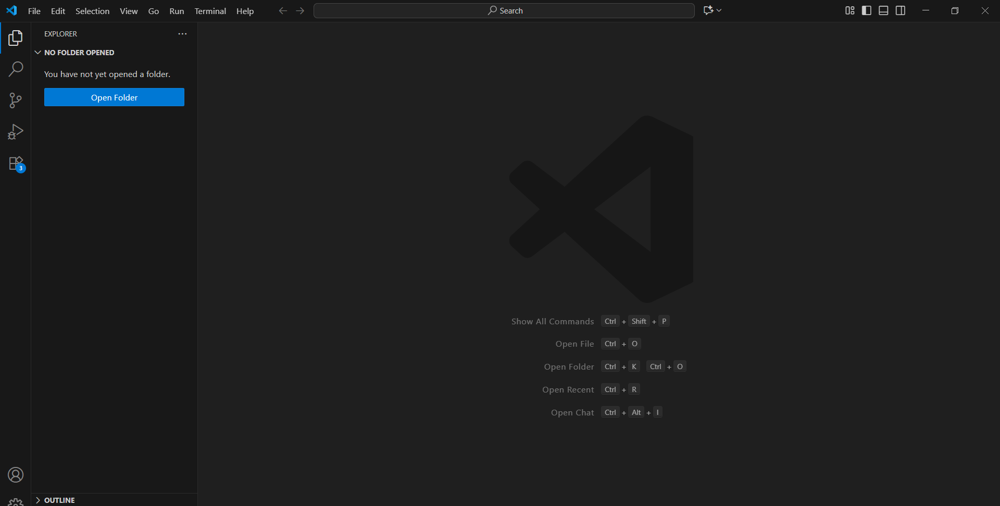 File Edit Selection View Go Run Terminal Help
Search
EXPLORER
NO FOLDER OPENED
You have not yet opened a folder.
Open Folder
3
Show All Commands Ctrl + Shift + P
Open File Ctrl + O
Open Folder Ctrl + K Ctrl + O
Open Recent Ctrl + R
Open Chat Ctrl + Alt + I
OUTLINE